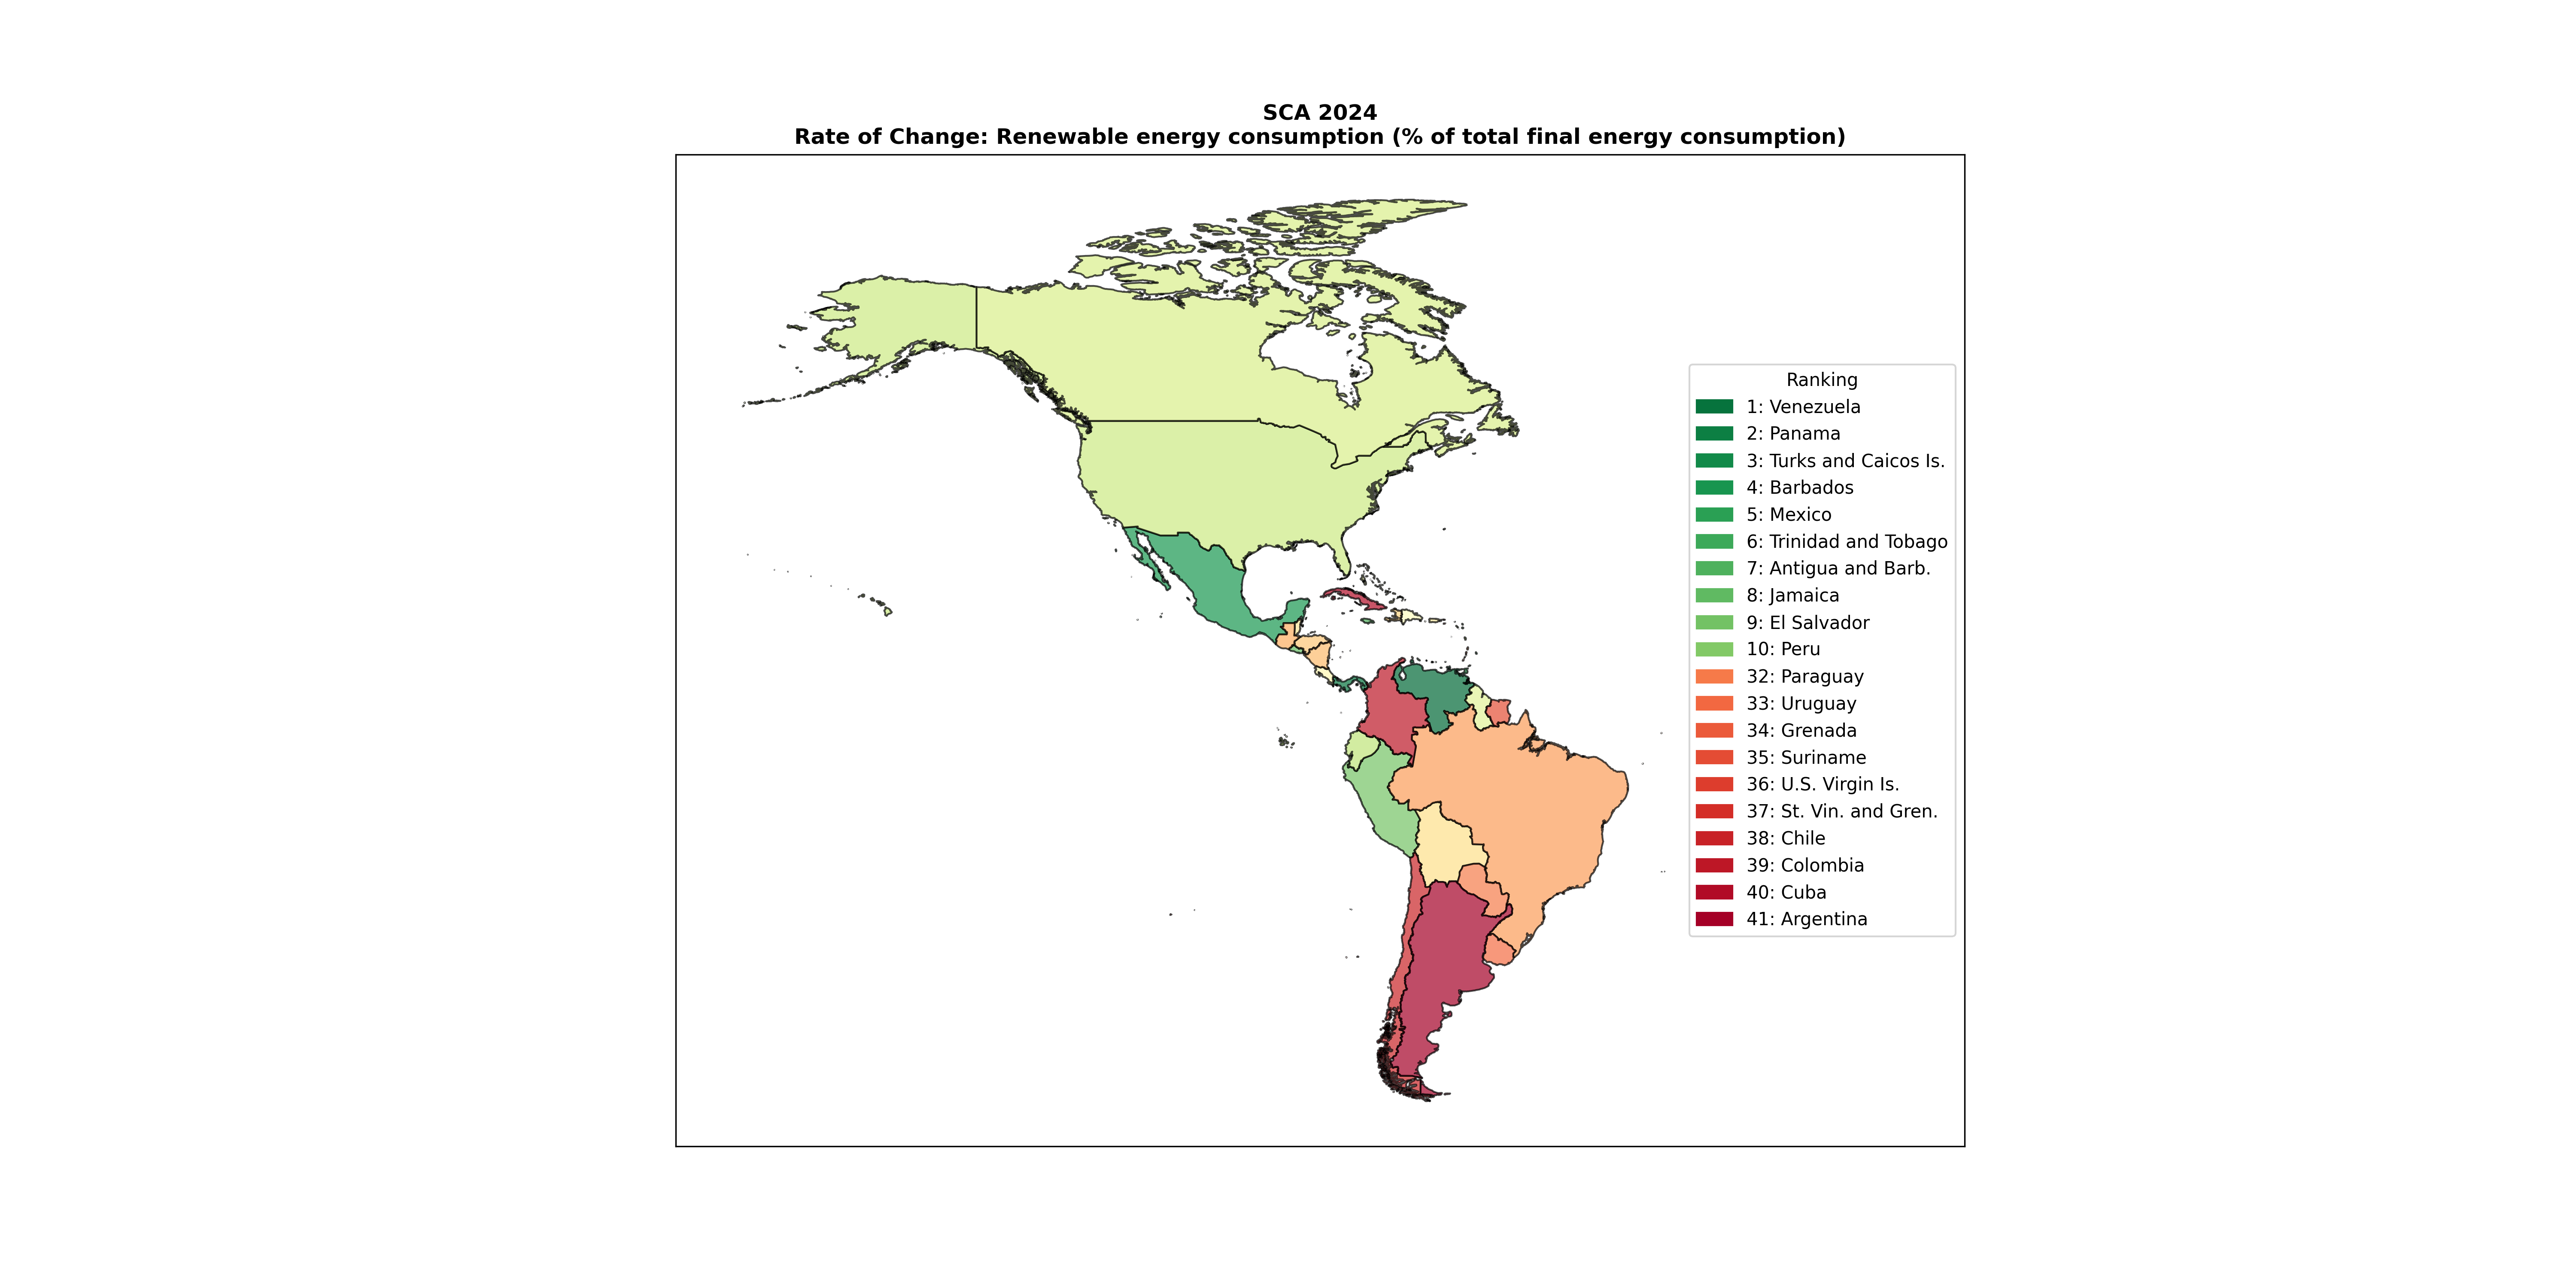 SCA 2024
Rate of Change: Renewable energy consumption (% of total final energy consumption)
Ranking
1: Venezuela
2: Panama
3: Turks and Caicos Is.
4: Barbados
5: Mexico
6: Trinidad and Tobago
7: Antigua and Barb.
8: Jamaica
9: El Salvador
10: Peru
32: Paraguay
33: Uruguay
34: Grenada
35: Suriname
36: U.S. Virgin Is.
37: St. Vin. and Gren.
38: Chile
39: Colombia
40: Cuba
41: Argentina